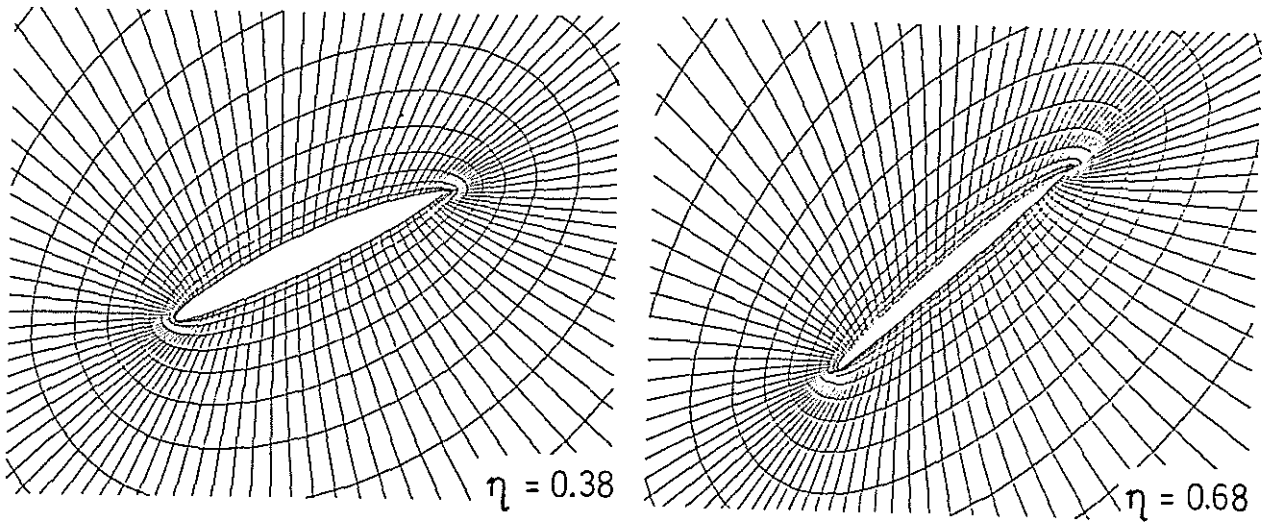 η = 0.38
η = 0.68